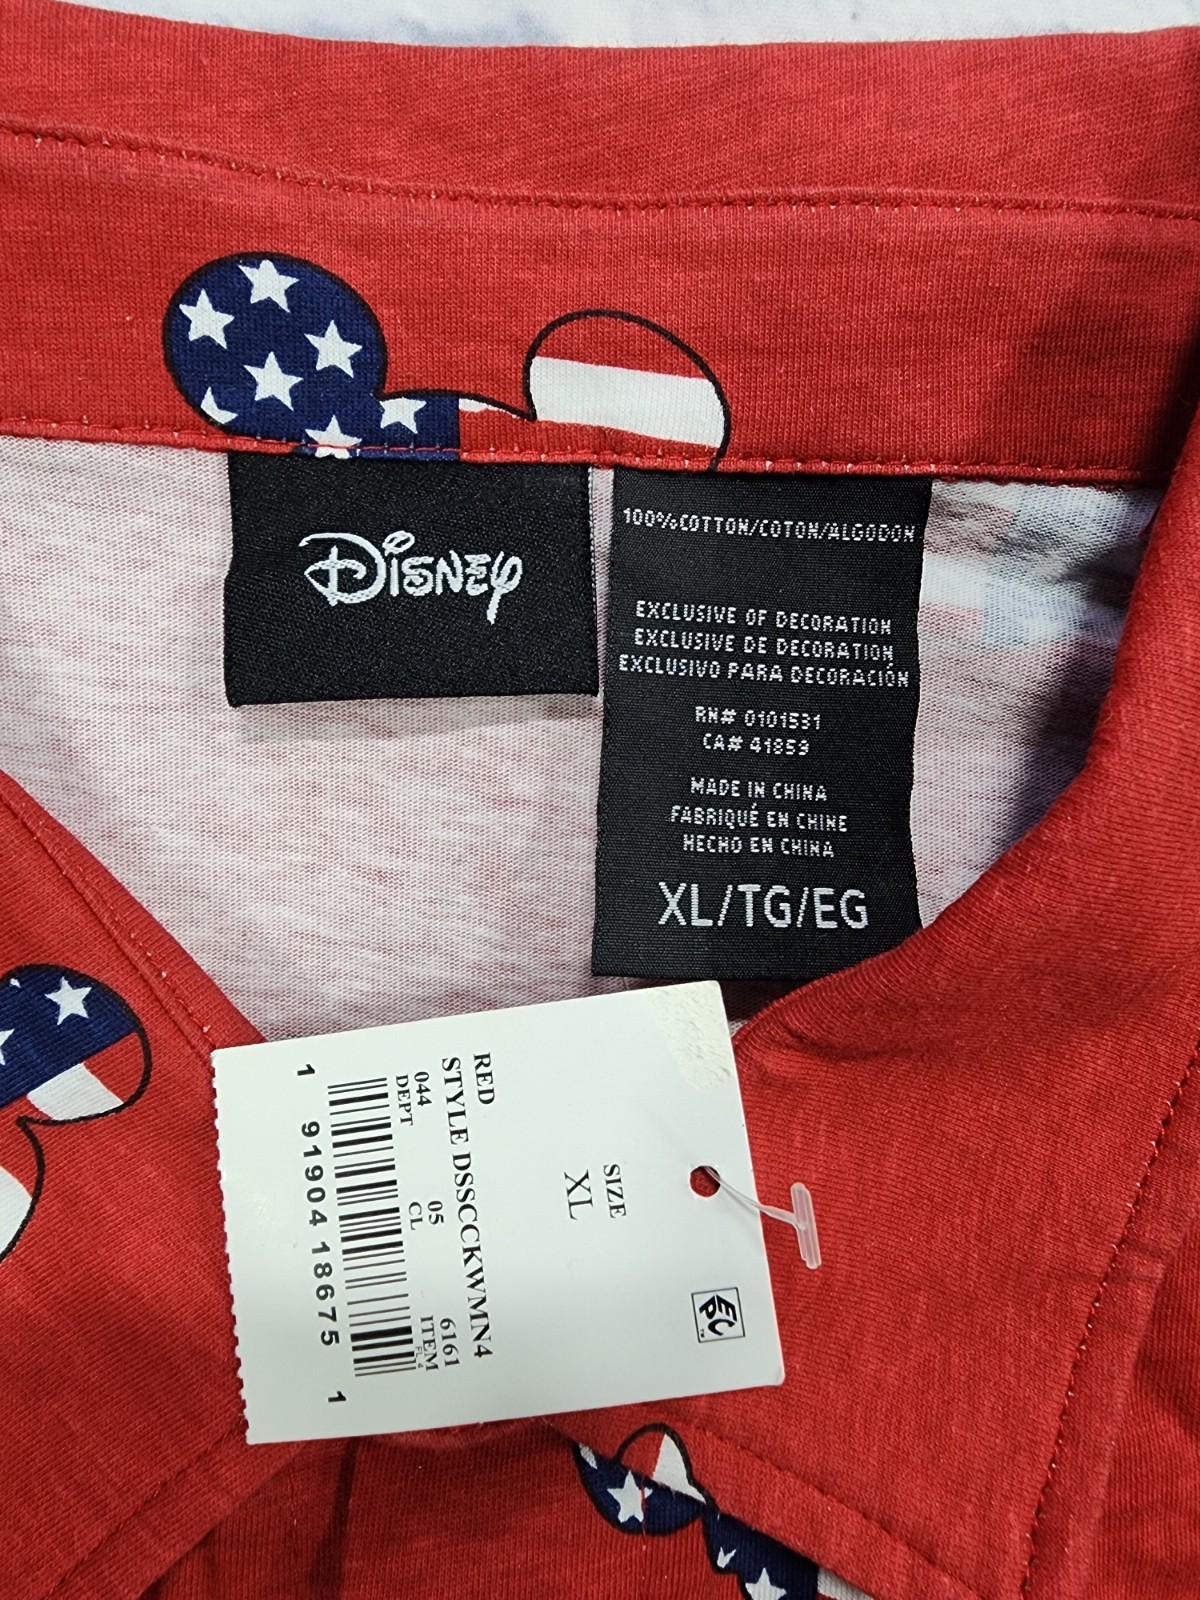 Disney
100% COTTON/COTON/ALGODON
EXCLUSIVE OF DECORATION
EXCLUSIVE DE DECORATION
EXCLUSIVO PARA DECORACIÓN
RN# 0101531
CA# 41859
MADE IN CHINA
FABRIQUÉ EN CHINE
HECHO EN CHINA
XL/TG/EG
SIZE
XL
RED
STYLE DSSCCKWMN4
044 05 6161
DEPT CL ITEM
FL4
1 91904 18675 1